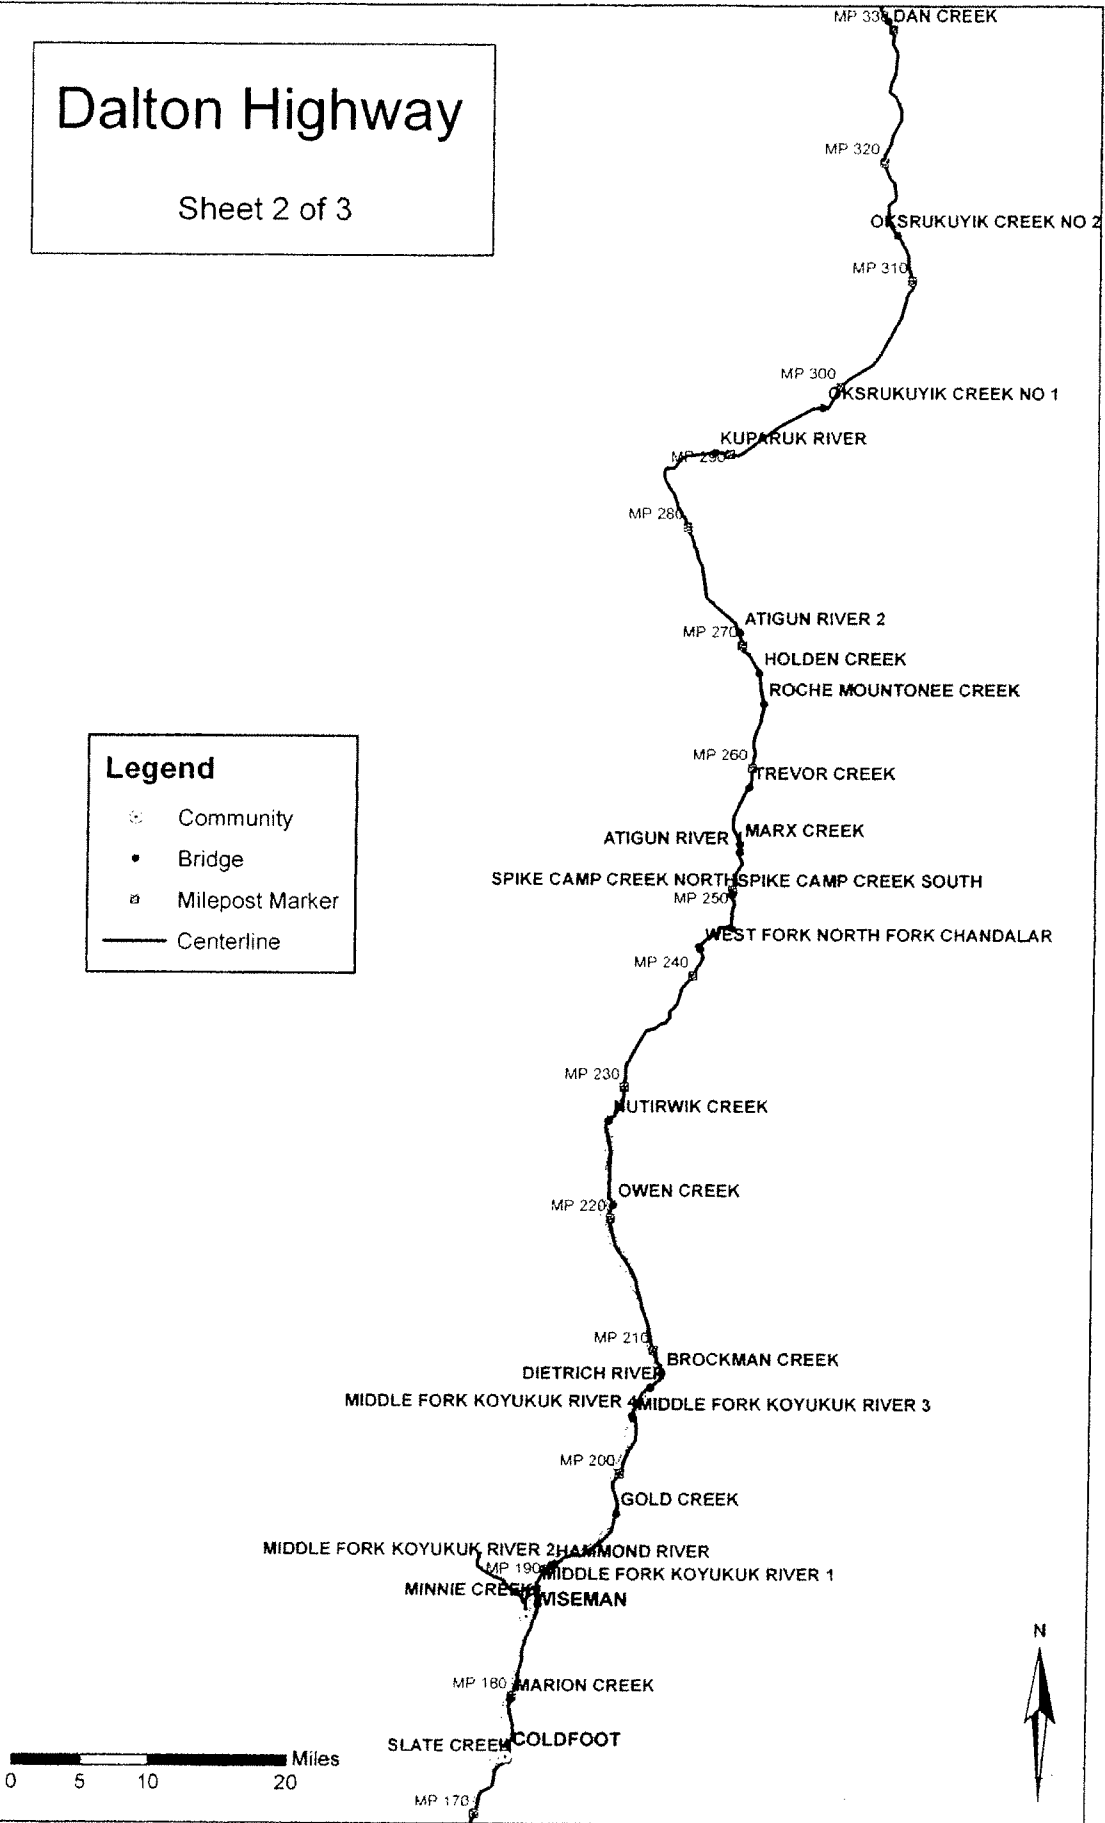 MP 330 DAN CREEK
Dalton Highway
Sheet 2 of 3
MP 320
OKSRUKUYIK CREEK NO 2
MP 310
MP 300
OKSRUKUYIK CREEK NO 1
KUPARUK RIVER
MP 290
MP 280
ATIGUN RIVER 2
MP 270
HOLDEN CREEK
ROCHE MOUNTONEE CREEK
MP 260
TREVOR CREEK
Legend
Community
Bridge
Milepost Marker
Centerline
MARX CREEK
ATIGUN RIVER 1
SPIKE CAMP CREEK NORTH SPIKE CAMP CREEK SOUTH
MP 250
WEST FORK NORTH FORK CHANDALAR
MP 240
MP 230
NUTIRWIK CREEK
OWEN CREEK
MP 220
MP 210
BROCKMAN CREEK
DIETRICH RIVER
MIDDLE FORK KOYUKUK RIVER 4 MIDDLE FORK KOYUKUK RIVER 3
MP 200
GOLD CREEK
MIDDLE FORK KOYUKUK RIVER 2 HAMMOND RIVER
MP 190 MIDDLE FORK KOYUKUK RIVER 1
MINNIE CREEK
WISEMAN
N
MP 180 MARION CREEK
SLATE CREEK COLDFOOT
Miles
0 5 10 20
MP 170